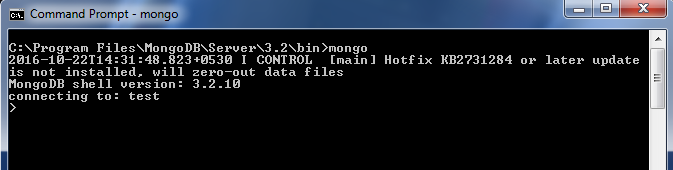 Command Prompt - mongo
C:\Program Files\MongoDB\Server\3.2\bin>mongo
2016-10-22T14:31:48.823+0530 I CONTROL  [main] Hotfix KB2731284 or later update
is not installed, will zero-out data files
MongoDB shell version: 3.2.10
connecting to: test
>